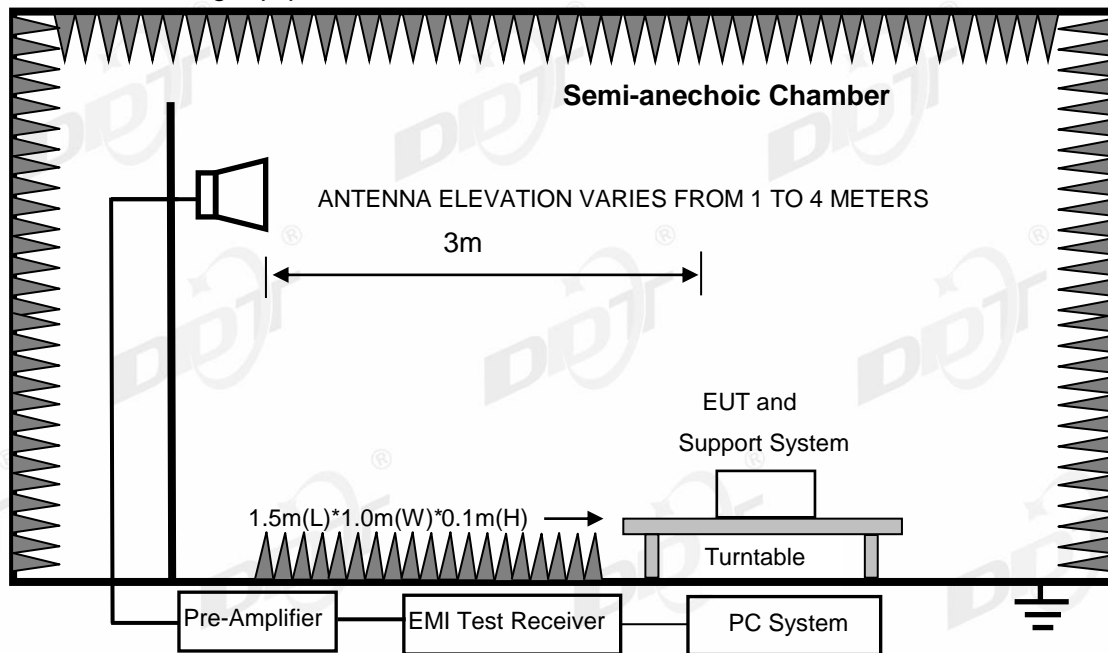 Semi-anechoic Chamber
ANTENNA ELEVATION VARIES FROM 1 TO 4 METERS
3m
EUT and
Support System
1.5m(L)*1.0m(W)*0.1m(H)
Turntable
Pre-Amplifier
EMI Test Receiver
PC System
DDT®